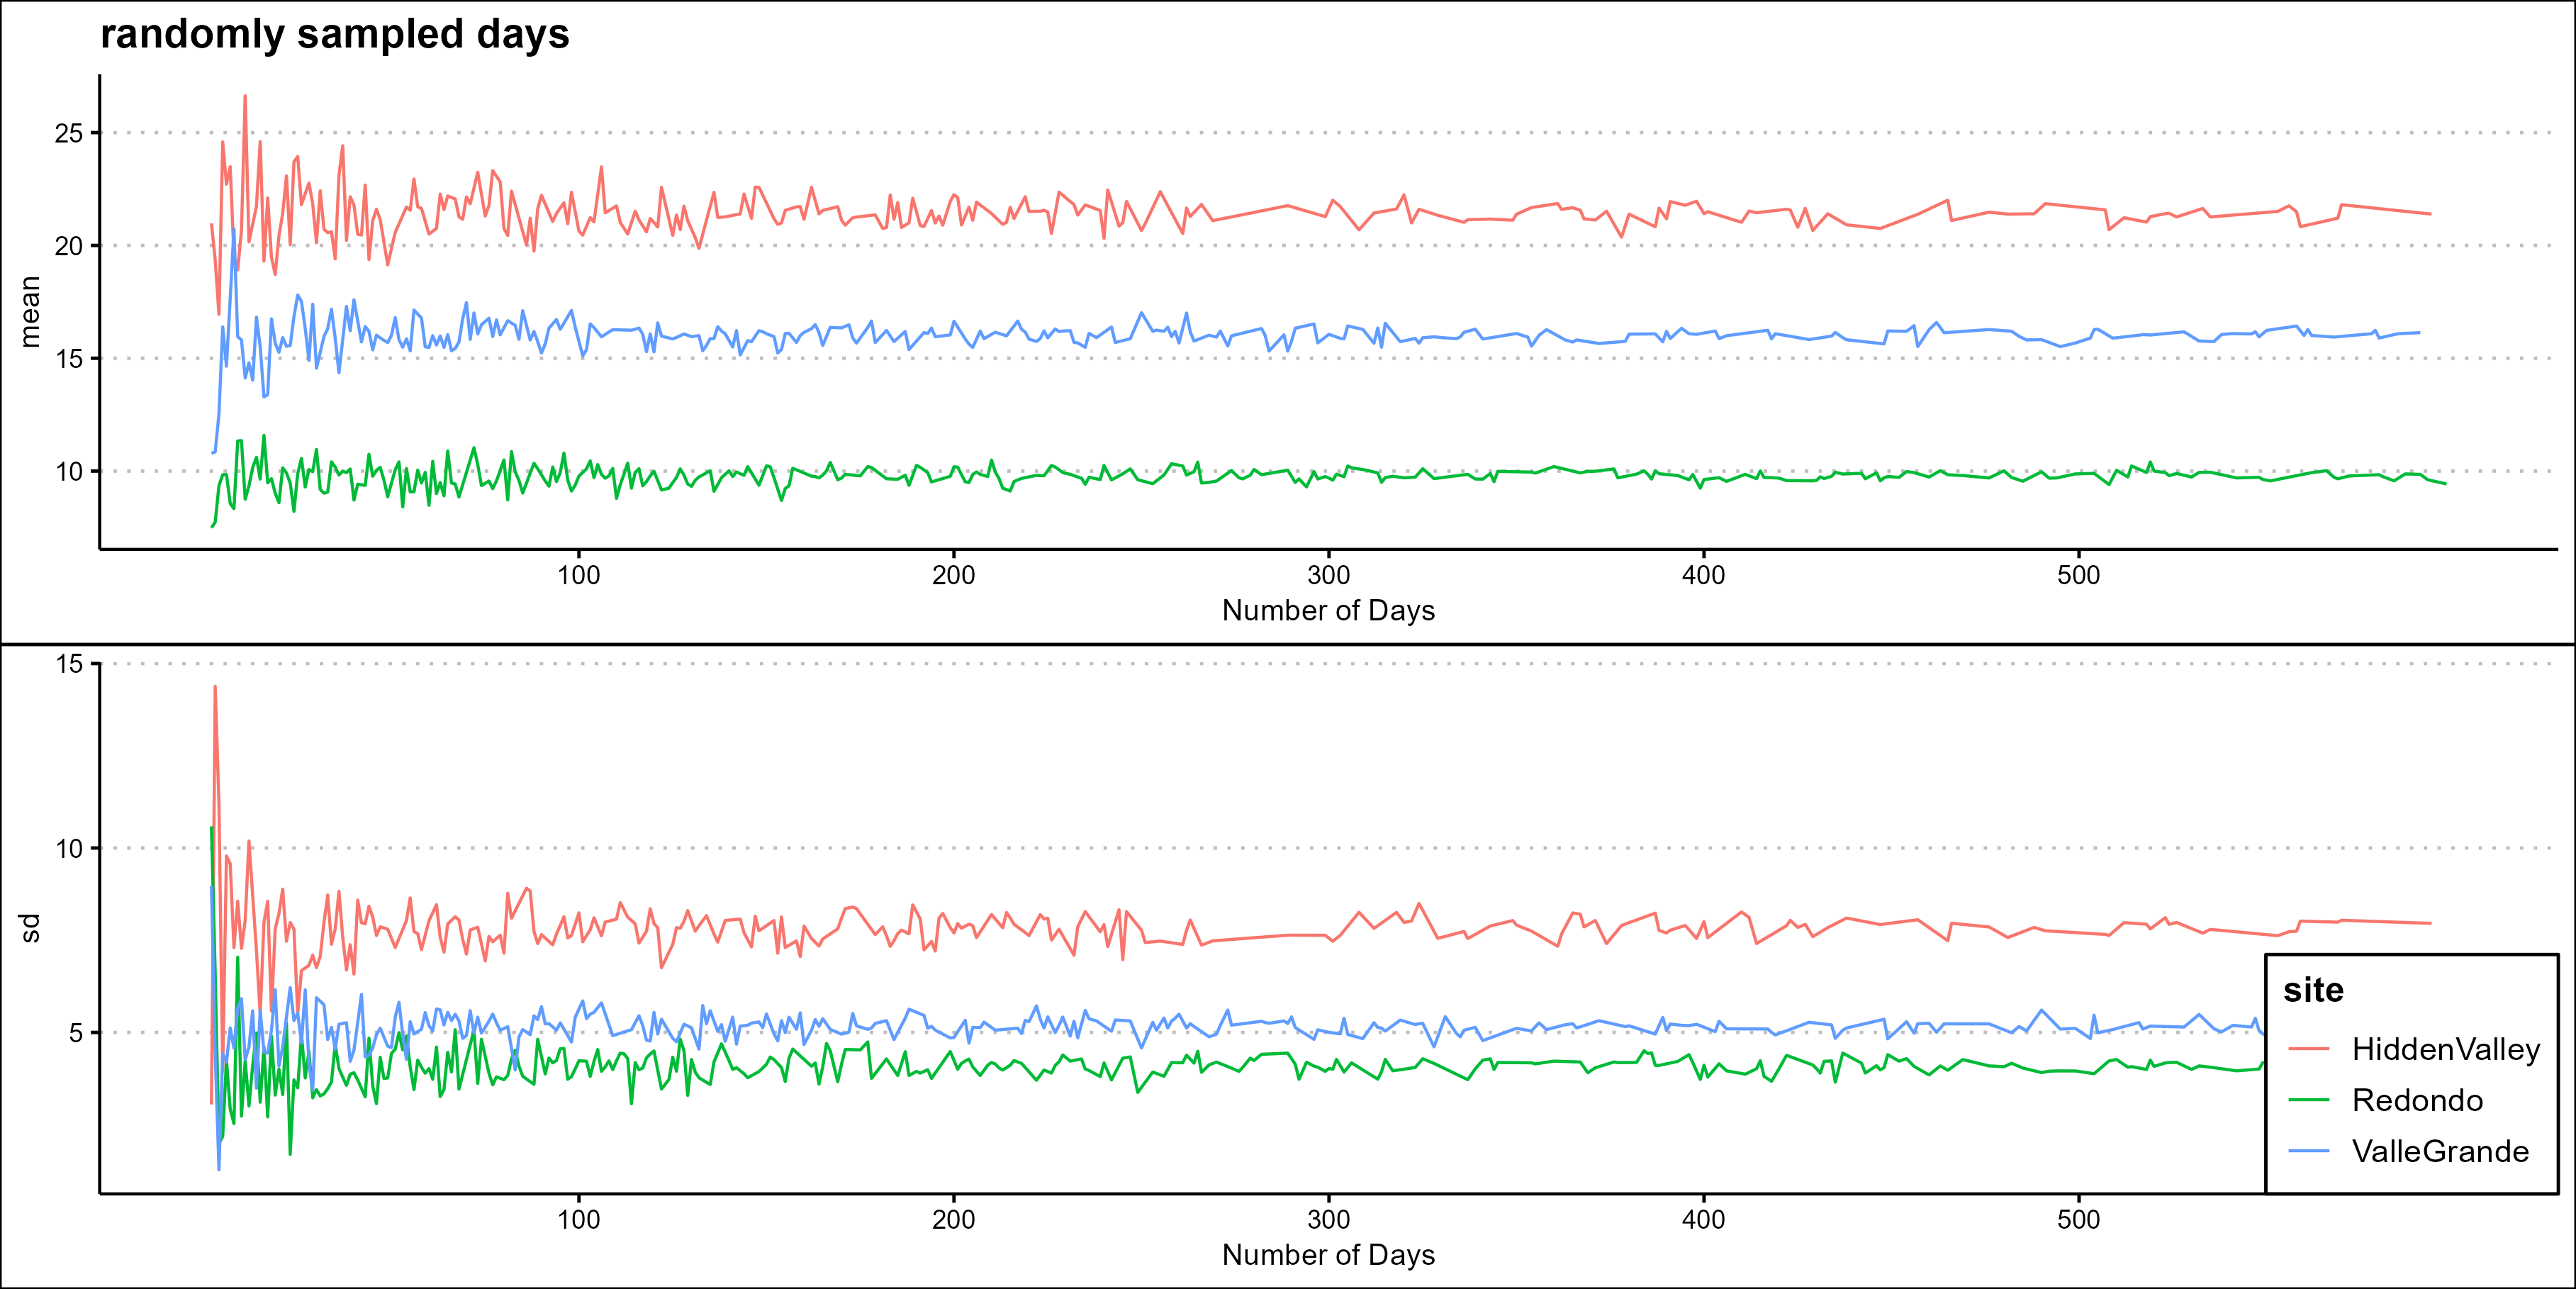 randomly sampled days
25
20
15
10
mean
100 200 300 400 500
Number of Days
15
10
5
sd
100 200 300 400 500
Number of Days
site
HiddenValley
Redondo
ValleGrande